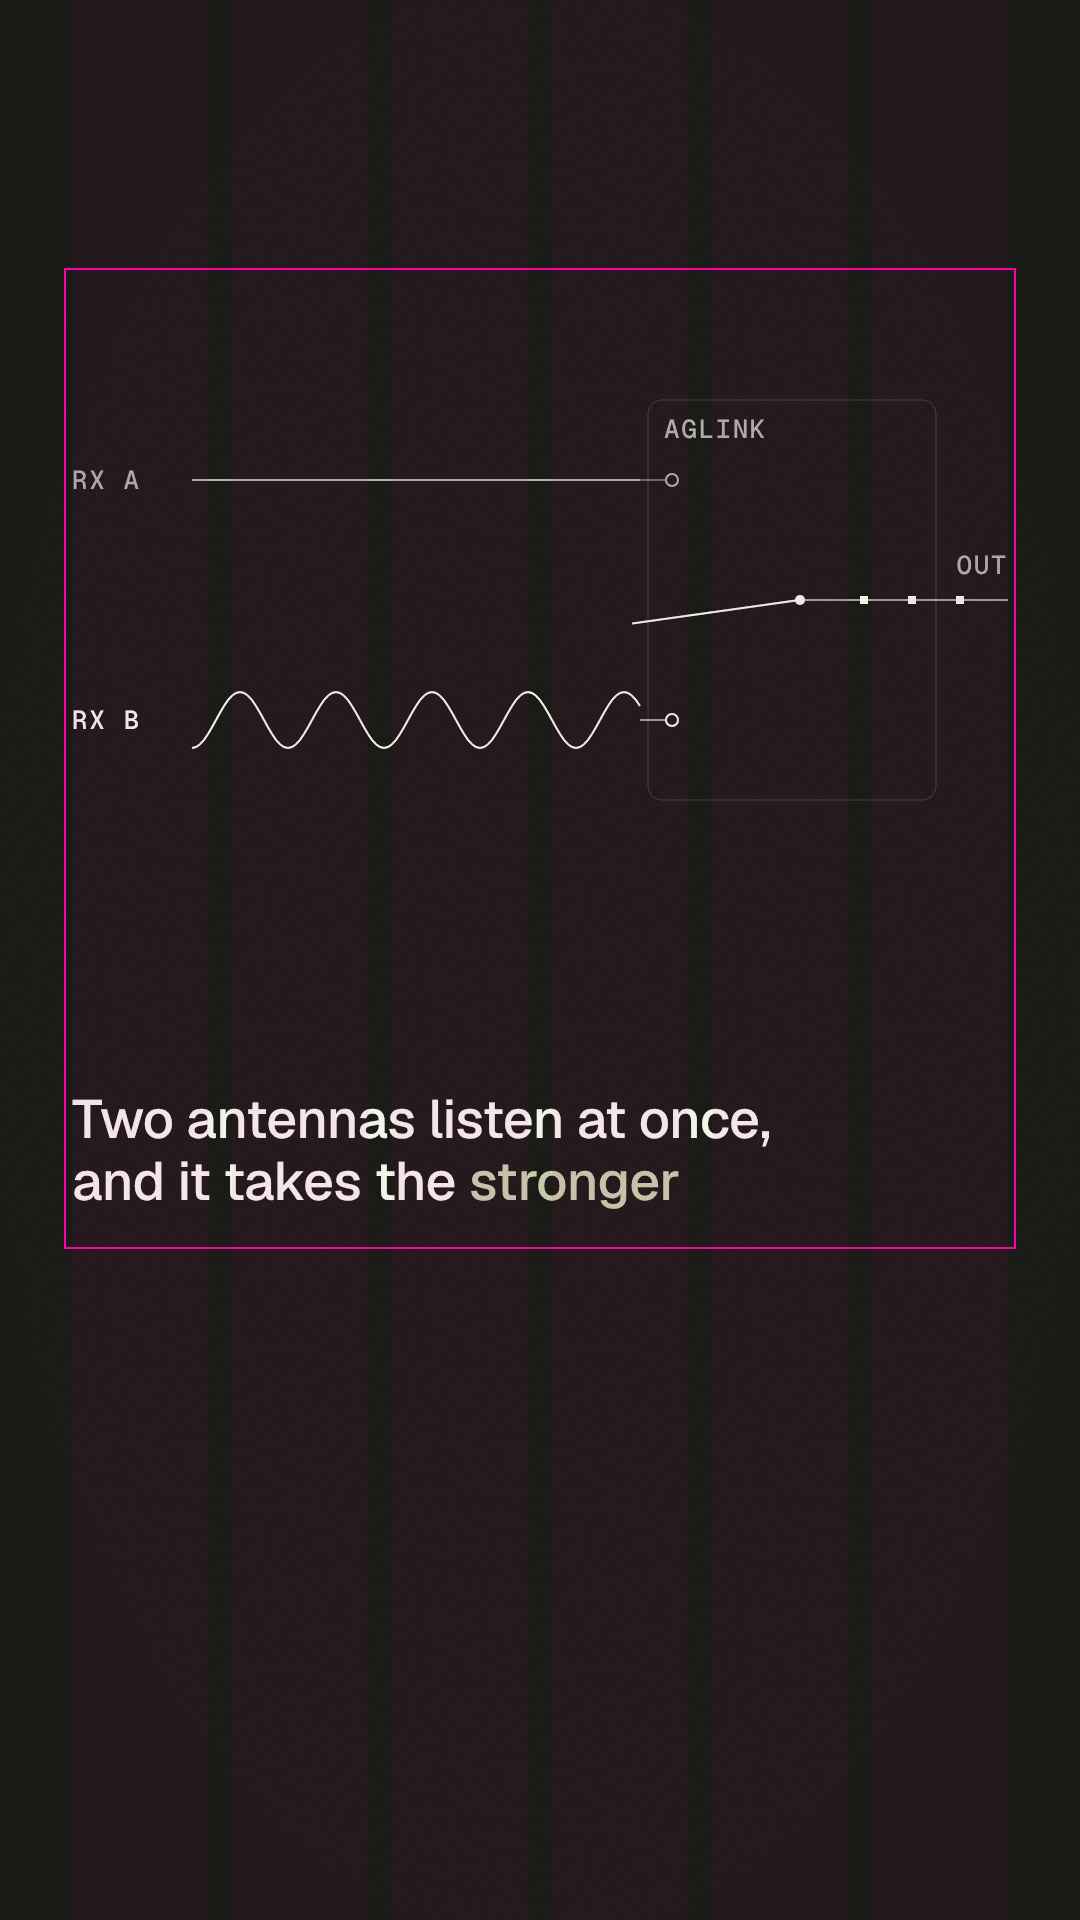 AGLINK
RX A
OUT
RX B
Two antennas listen at once,
and it takes the stronger